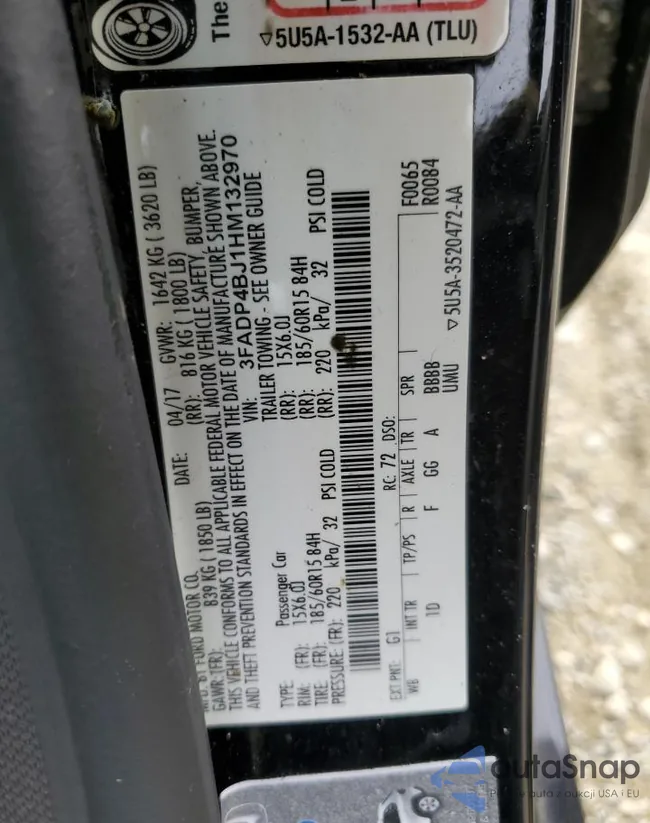 The
▽5U5A-1532-AA (TLU)
MFD. BY FORD MOTOR CO.
DATE: 04/17 GVWR: 1642 KG ( 3620 LB)
GAWR: (FR): 839 KG ( 1850 LB) (RR): 816 KG ( 1800 LB)
THIS VEHICLE CONFORMS TO ALL APPLICABLE FEDERAL MOTOR VEHICLE SAFETY, BUMPER,
AND THEFT PREVENTION STANDARDS IN EFFECT ON THE DATE OF MANUFACTURE SHOWN ABOVE.
VIN: 3FADP4BJ1HM132970
TYPE: Passenger Car TRAILER TOWING - SEE OWNER GUIDE
RIM: (FR): 15X6.0J (RR): 15X6.0J
TIRE: (FR): 185/60R15 84H (RR): 185/60R15 84H
PRESSURE (FR): 220 kPa/ 32 PSI COLD (RR): 220 kPa/ 32 PSI COLD
F0065
EXT PNT: G1 RC: 72 DSO: R0084
WB INT TR TP/PS R AXLE TR SPR
1D F GG A BBBB
UMU ▽5U5A-3520472-AA
autaSnap
auta z aukcji USA i EU